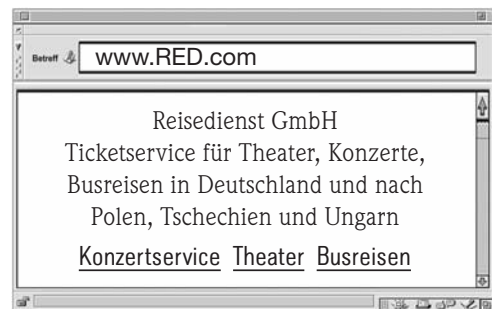 Betreff www.RED.com
Reisedienst GmbH
Ticketservice für Theater, Konzerte,
Busreisen in Deutschland und nach
Polen, Tschechien und Ungarn
Konzertservice Theater Busreisen